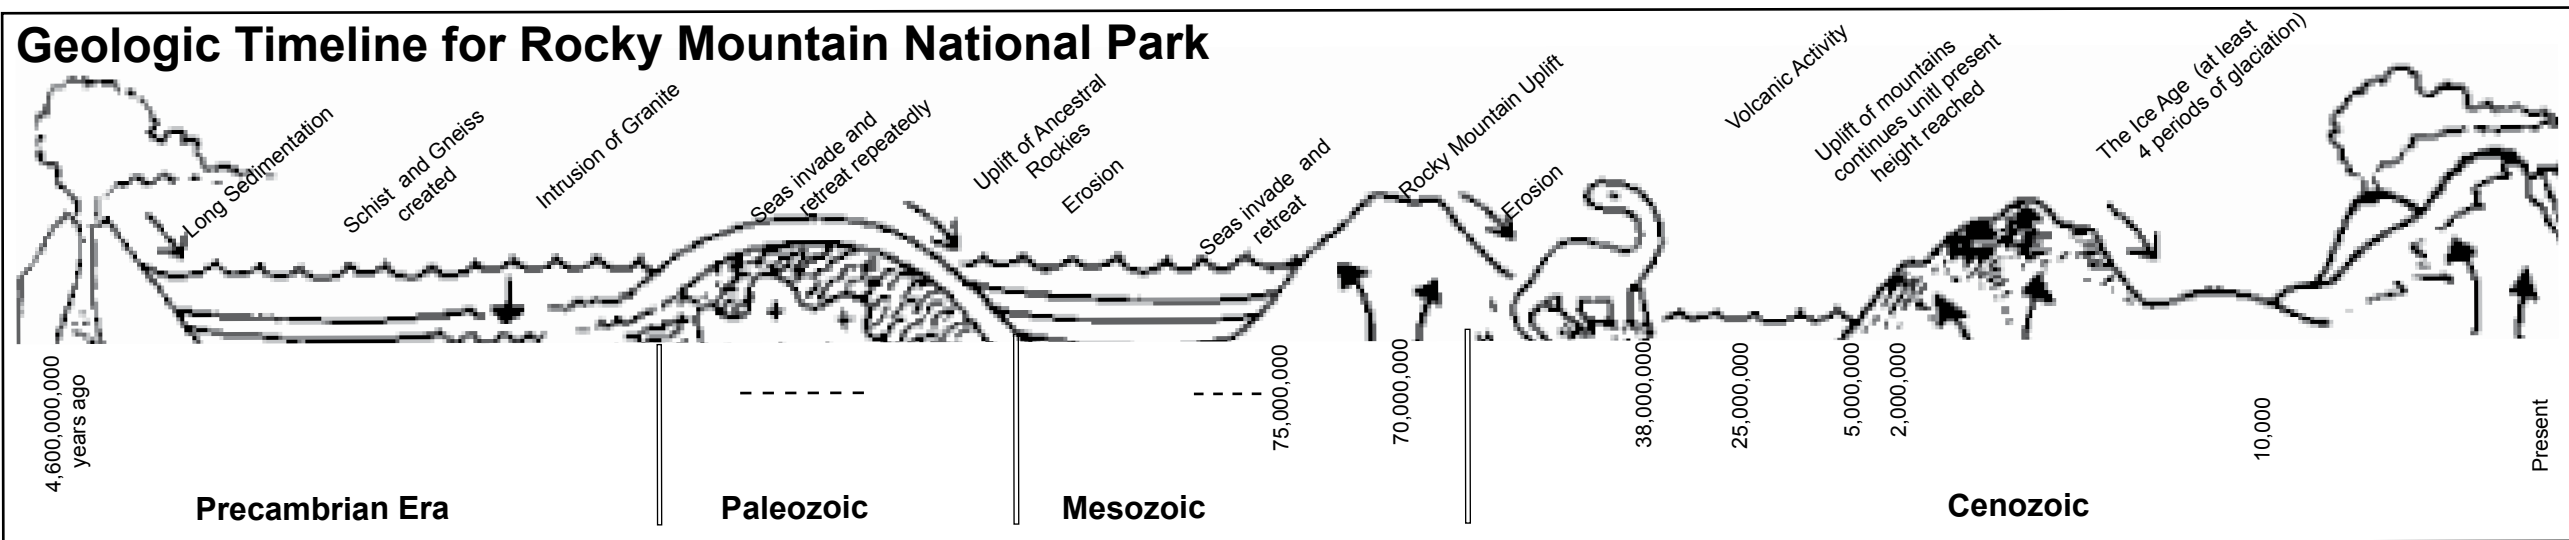 Geologic Timeline for Rocky Mountain National Park
Long Sedimentation
Schist and Gneiss
created
Intrusion of Granite
Seas invade and
retreat repeatedly
Uplift of Ancestral
Rockies
Erosion
Seas invade and
retreat
Rocky Mountain Uplift
Erosion
Volcanic Activity
Uplift of mountains
continues unitl present
height reached
The Ice Age (at least
4 periods of glaciation)
4,600,000,000
years ago
75,000,000
70,000,000
38,000,000
25,000,000
5,000,000
2,000,000
10,000
Present
Precambrian Era
Paleozoic
Mesozoic
Cenozoic